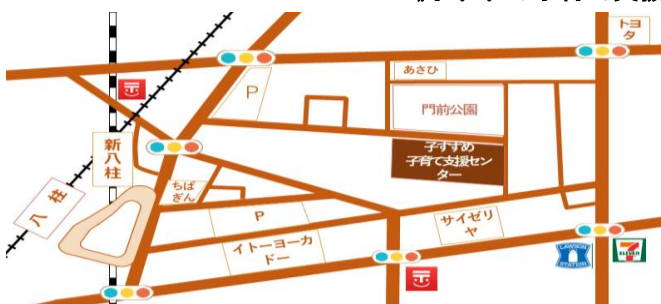 トヨ
タ
あさひ
P
門前公園
新八柱
子すずめ
子育て支援セン
ター
ちば
ぎん
八柱
P
サイゼリ
ヤ
イトーヨーカ
ドー
LAWSON
STATION
7
ELEVEN